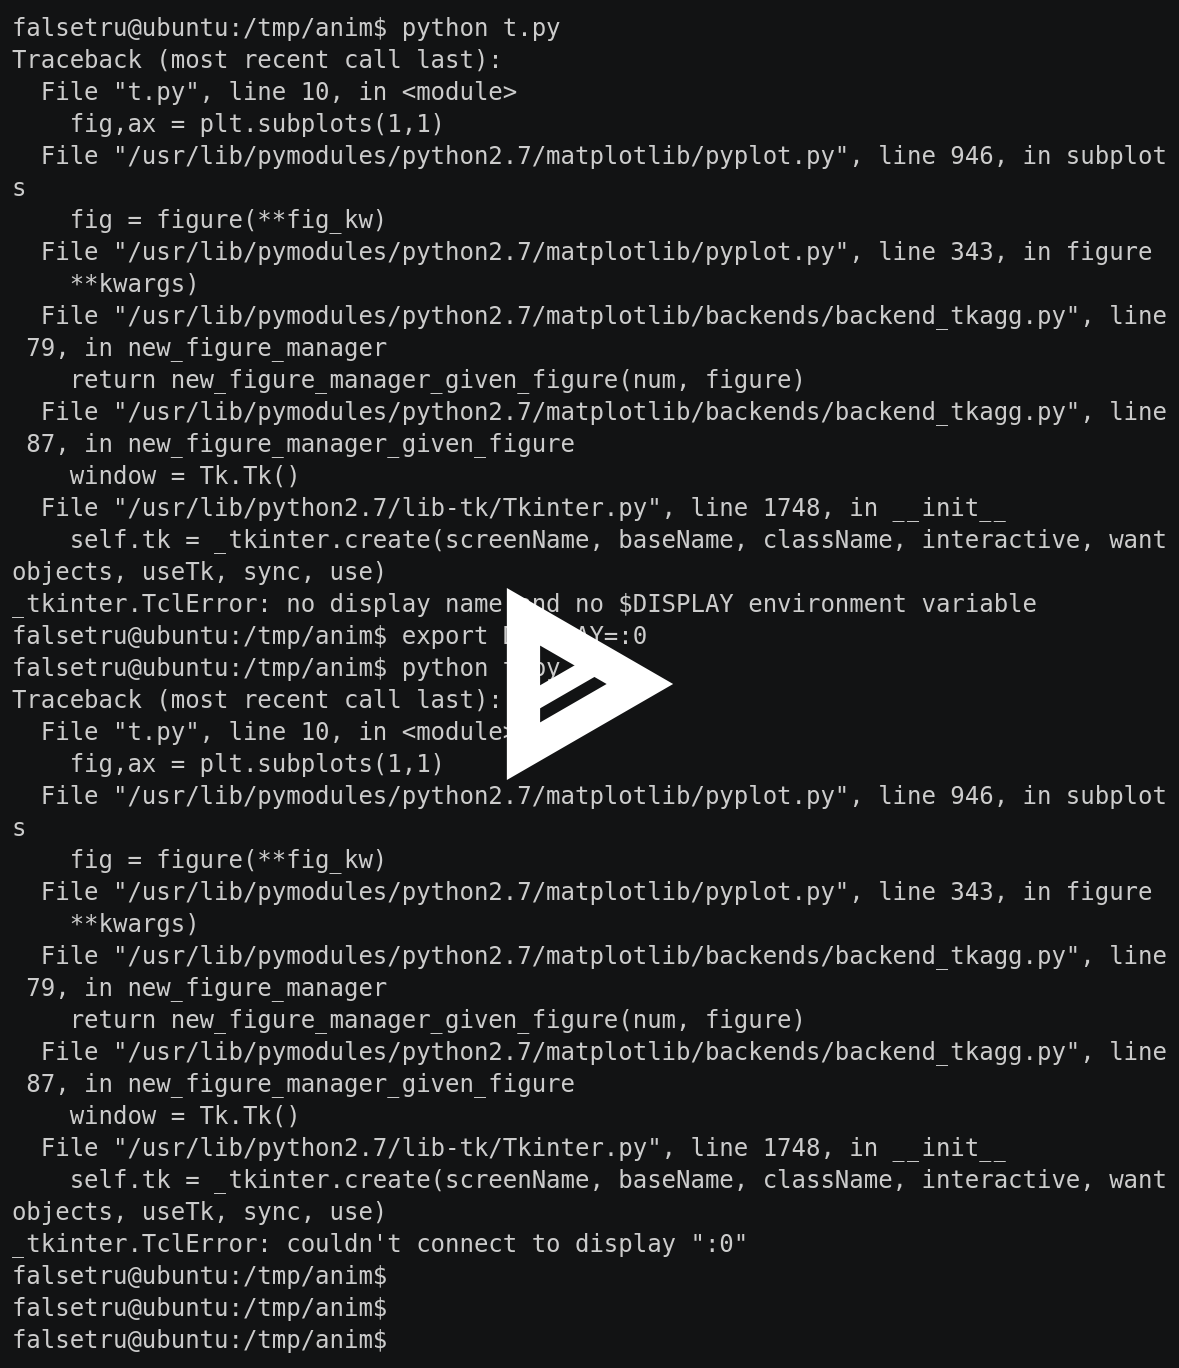 falsetru@ubuntu:/tmp/anim$ python t.py
Traceback (most recent call last):
  File "t.py", line 10, in <module>
    fig,ax = plt.subplots(1,1)
  File "/usr/lib/pymodules/python2.7/matplotlib/pyplot.py", line 946, in subplot
s
    fig = figure(**fig_kw)
  File "/usr/lib/pymodules/python2.7/matplotlib/pyplot.py", line 343, in figure
    **kwargs)
  File "/usr/lib/pymodules/python2.7/matplotlib/backends/backend_tkagg.py", line
 79, in new_figure_manager
    return new_figure_manager_given_figure(num, figure)
  File "/usr/lib/pymodules/python2.7/matplotlib/backends/backend_tkagg.py", line
 87, in new_figure_manager_given_figure
    window = Tk.Tk()
  File "/usr/lib/python2.7/lib-tk/Tkinter.py", line 1748, in __init__
    self.tk = _tkinter.create(screenName, baseName, className, interactive, want
objects, useTk, sync, use)
_tkinter.TclError: no display name and no $DISPLAY environment variable
falsetru@ubuntu:/tmp/anim$ export
falsetru@ubuntu:/tmp/anim$ python t.py
Traceback (most recent call last):
  File "t.py", line 10, in <module>
    fig,ax = plt.subplots(1,1)
  File "/usr/lib/pymodules/python2.7/matplotlib/pyplot.py", line 946, in subplot
s
    fig = figure(**fig_kw)
  File "/usr/lib/pymodules/python2.7/matplotlib/pyplot.py", line 343, in figure
    **kwargs)
  File "/usr/lib/pymodules/python2.7/matplotlib/backends/backend_tkagg.py", line
 79, in new_figure_manager
    return new_figure_manager_given_figure(num, figure)
  File "/usr/lib/pymodules/python2.7/matplotlib/backends/backend_tkagg.py", line
 87, in new_figure_manager_given_figure
    window = Tk.Tk()
  File "/usr/lib/python2.7/lib-tk/Tkinter.py", line 1748, in __init__
    self.tk = _tkinter.create(screenName, baseName, className, interactive, want
objects, useTk, sync, use)
_tkinter.TclError: couldn't connect to display ":0"
falsetru@ubuntu:/tmp/anim$
falsetru@ubuntu:/tmp/anim$
falsetru@ubuntu:/tmp/anim$